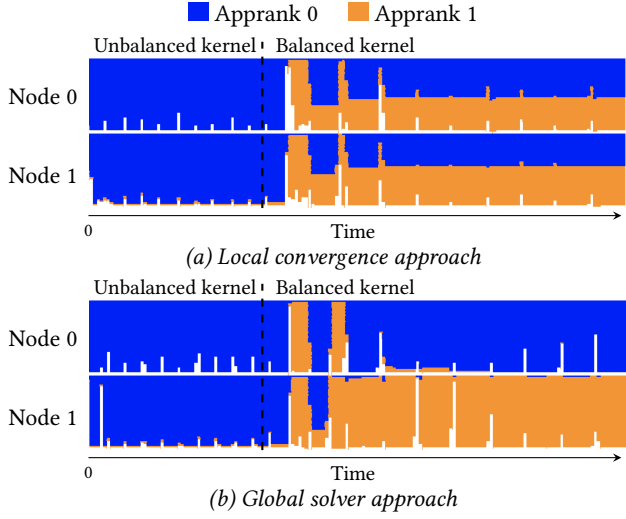 Apprank 0 Apprank 1
Unbalanced kernel Balanced kernel
Node 0
Node 1
0 Time
(a) Local convergence approach
Unbalanced kernel Balanced kernel
Node 0
Node 1
0 Time
(b) Global solver approach